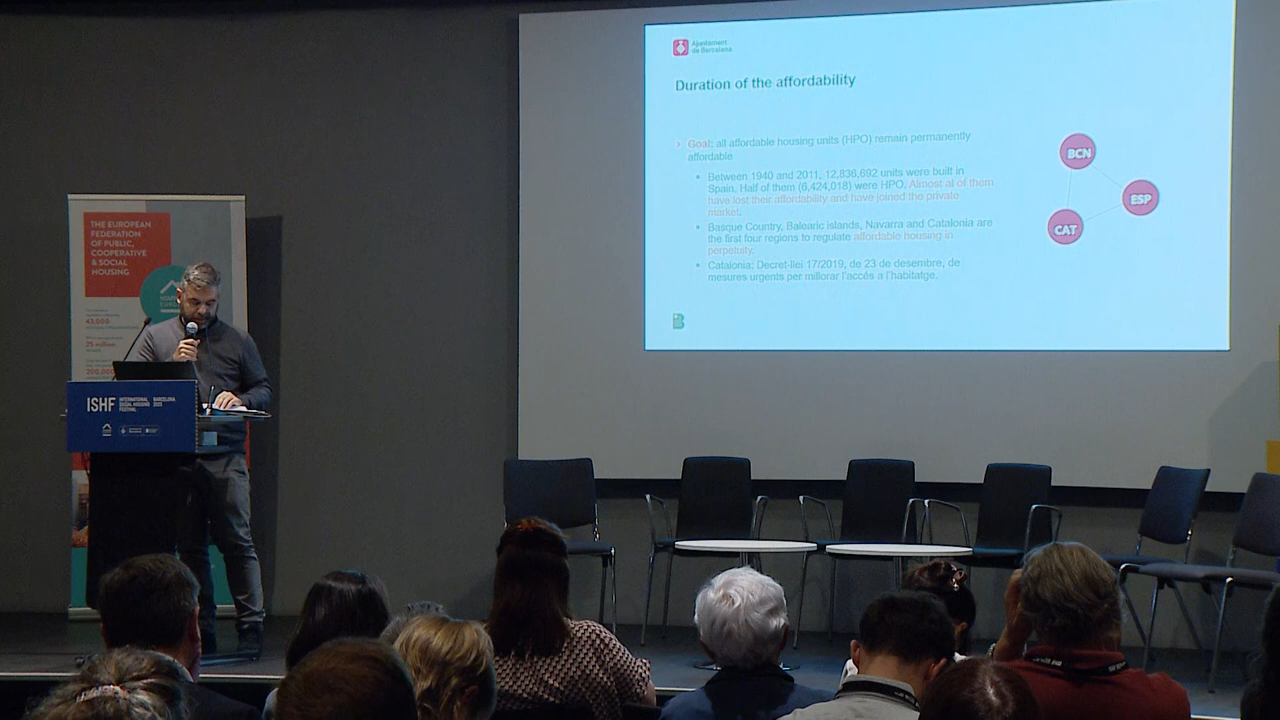 Ajuntament
de Barcelona
Duration of the affordability
Goal: all affordable housing units (HPO) remain permanently
affordable
Between 1940 and 2011, 12,836,692 units were built in
Spain. Half of them (6,424,018) were HPO. Almost al of them
have lost their affordability and have joined the private
market.
Basque Country, Balearic islands, Navarra and Catalonia are
the first four regions to regulate affordable housing in
perpetuity.
Catalonia: Decret-llei 17/2019, de 23 de desembre, de
mesures urgents per millorar l'accés a l'habitatge.
BCN
ESP
CAT
THE EUROPEAN
FEDERATION
OF PUBLIC,
COOPERATIVE
& SOCIAL
HOUSING
43,000
25 million
200,000
ISHF
INTERNATIONAL
SOCIAL HOUSING
FESTIVAL
BARCELONA
2023